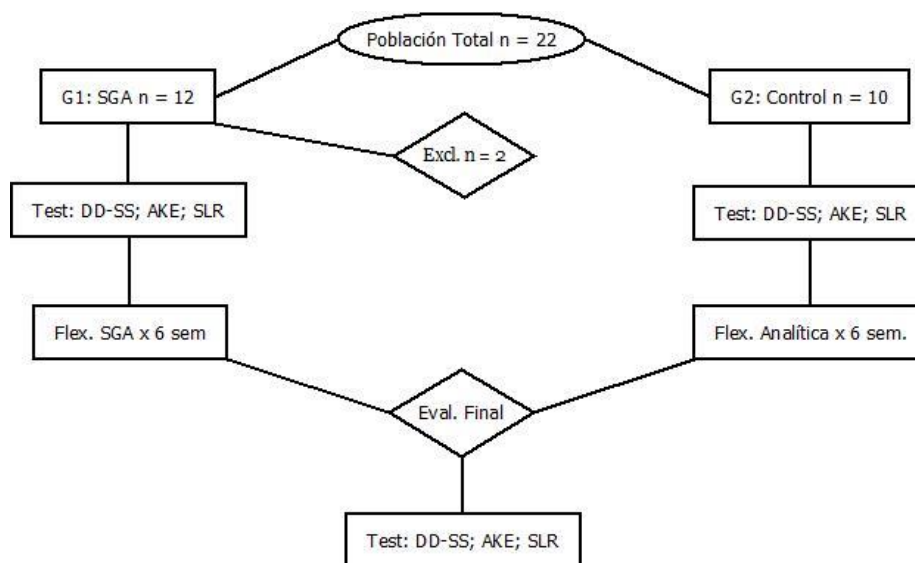 Población Total n = 22
G1: SGA n = 12
G2: Control n = 10
Excl. n = 2
Test: DD-SS; AKE; SLR
Test: DD-SS; AKE; SLR
Flex. SGA x 6 sem
Flex. Analítica x 6 sem.
Eval. Final
Test: DD-SS; AKE; SLR